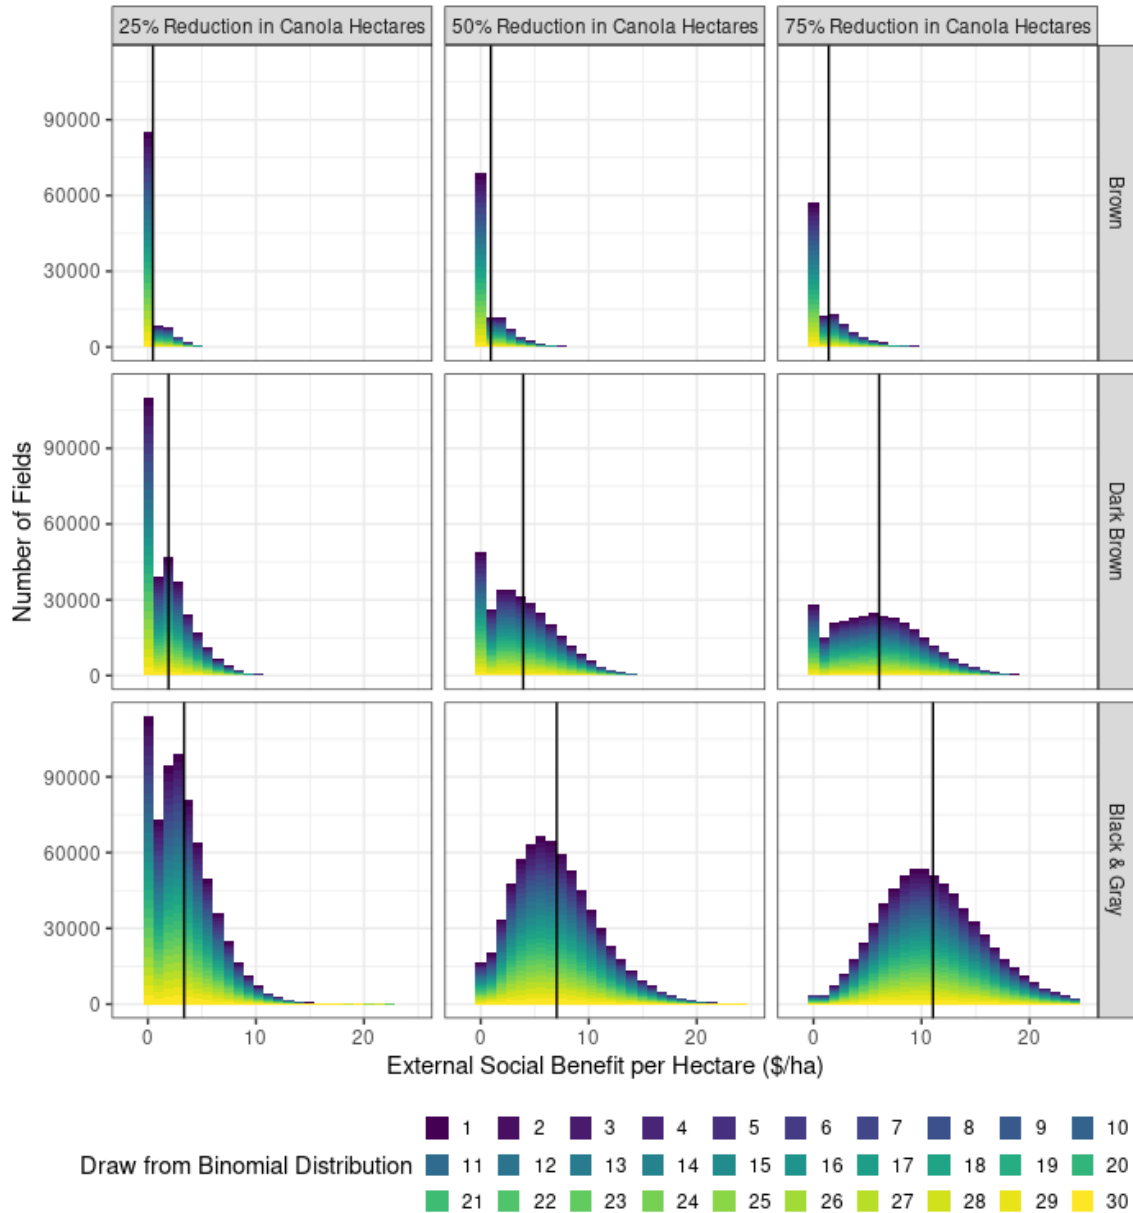 25% Reduction in Canola Hectares
50% Reduction in Canola Hectares
75% Reduction in Canola Hectares
Number of Fields
90000
60000
30000
0
Brown
90000
60000
30000
0
Dark Brown
90000
60000
30000
0
Black & Gray
0 10 20
0 10 20
0 10 20
External Social Benefit per Hectare ($/ha)
Draw from Binomial Distribution
1 2 3 4 5 6 7 8 9 10
11 12 13 14 15 16 17 18 19 20
21 22 23 24 25 26 27 28 29 30